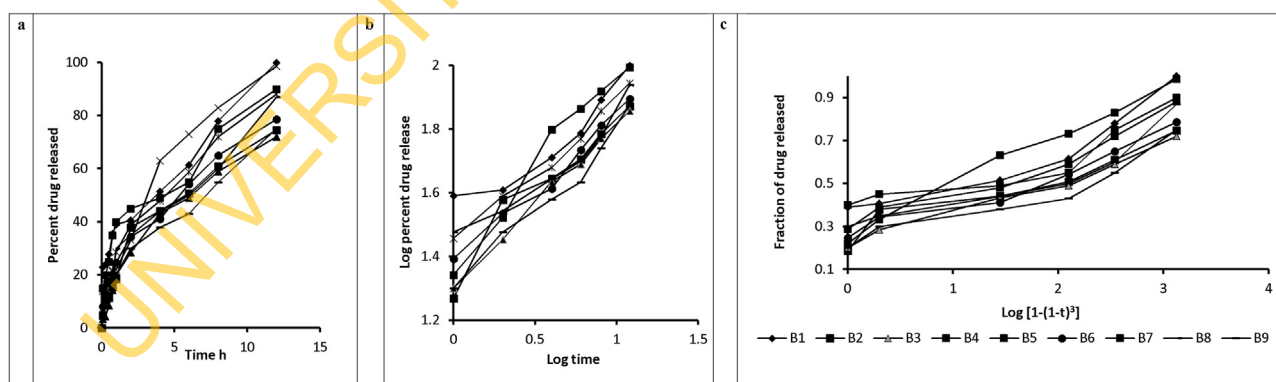 a
b
c
100
80
60
40
20
0
0
5
10
15
Percent drug released
Time h
2
1.8
1.6
1.4
1.2
0.0
0.5
1.0
1.5
Log percent drug release
Log time
0.9
0.7
0.5
0.3
0.1
0
1
2
3
4
Fraction of drug released
Log [1-(1-t)³]
B1 B2 B3 B4 B5 B6 B7 B8 B9
UNIVERSIT